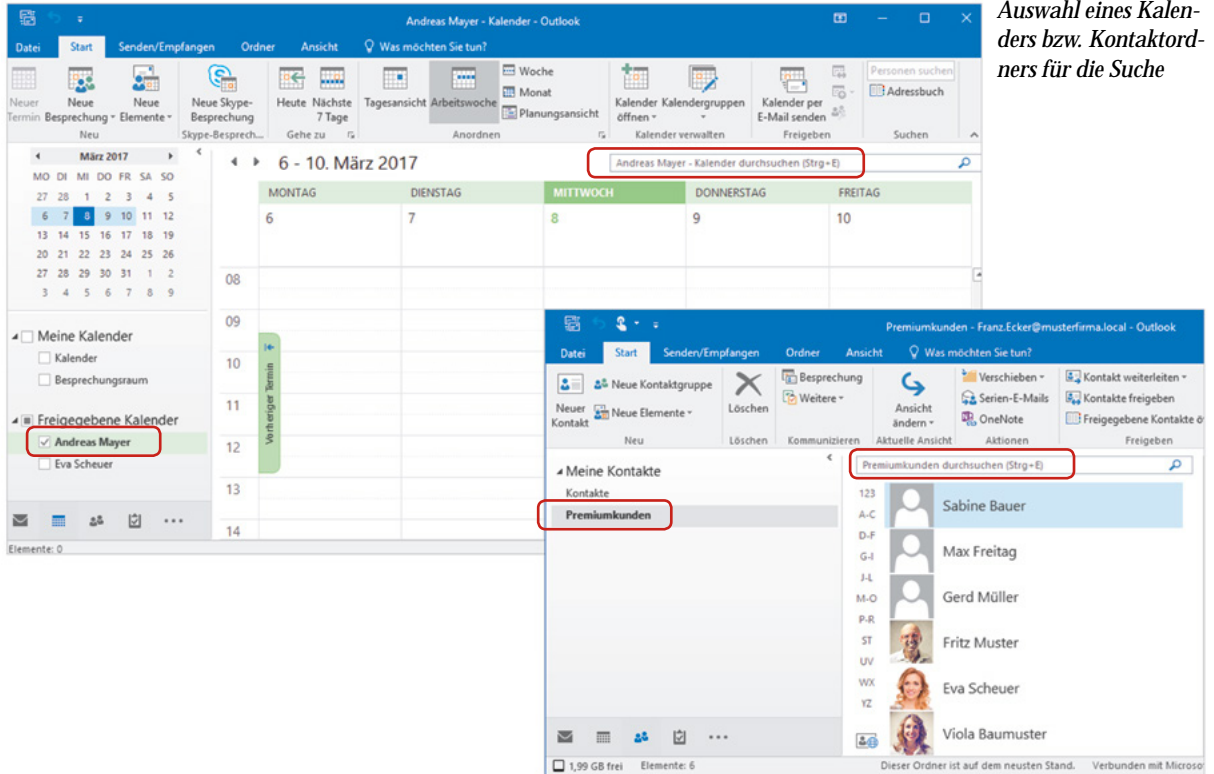 Auswahl eines Kalen-
ders bzw. Kontaktord-
ners für die Suche
Andreas Mayer - Kalender - Outlook
Datei Start Senden/Empfangen Ordner Ansicht Was möchten Sie tun?
Neuer Termin
Neue Besprechung
Neue Elemente
Neu
Neue Skype-Besprechung
Skype-Besprech...
Heute
Nächste 7 Tage
Gehe zu
Tagesansicht
Arbeitswoche
Woche
Monat
Planungsansicht
Anordnen
Kalender öffnen
Kalendergruppen
Kalender verwalten
Kalender per E-Mail senden
Freigeben
Personen suchen
Adressbuch
Suchen
März 2017
MO DI MI DO FR SA SO
27 28 1 2 3 4 5
6 7 8 9 10 11 12
13 14 15 16 17 18 19
20 21 22 23 24 25 26
27 28 29 30 31 1 2
3 4 5 6 7 8 9
Meine Kalender
Kalender
Besprechungsraum
Freigegebene Kalender
Andreas Mayer
Eva Scheuer
Elemente: 0
6 - 10. März 2017
Andreas Mayer - Kalender durchsuchen (Strg+E)
MONTAG DIENSTAG MITTWOCH DONNERSTAG FREITAG
6 7 8 9 10
08
09
10
11
12
13
14
Vorheriger Termin
Premiumkunden - Franz.Ecker@musterfirma.local - Outlook
Datei Start Senden/Empfangen Ordner Ansicht Was möchten Sie tun?
Neuer Kontakt
Neue Kontaktgruppe
Neue Elemente
Neu
Löschen
Löschen
Besprechung
Weitere
Kommunizieren
Ansicht ändern
Aktuelle Ansicht
Verschieben
Serien-E-Mails
OneNote
Aktionen
Kontakt weiterleiten
Kontakte freigeben
Freigegebene Kontakte ö
Freigeben
Meine Kontakte
Kontakte
Premiumkunden
Premiumkunden durchsuchen (Strg+E)
123
A-C
D-F
G-I
J-L
M-O
P-R
ST
UV
WX
YZ
Sabine Bauer
Max Freitag
Gerd Müller
Fritz Muster
Eva Scheuer
Viola Baumuster
1,99 GB frei Elemente: 6 Dieser Ordner ist auf dem neusten Stand. Verbunden mit Microso